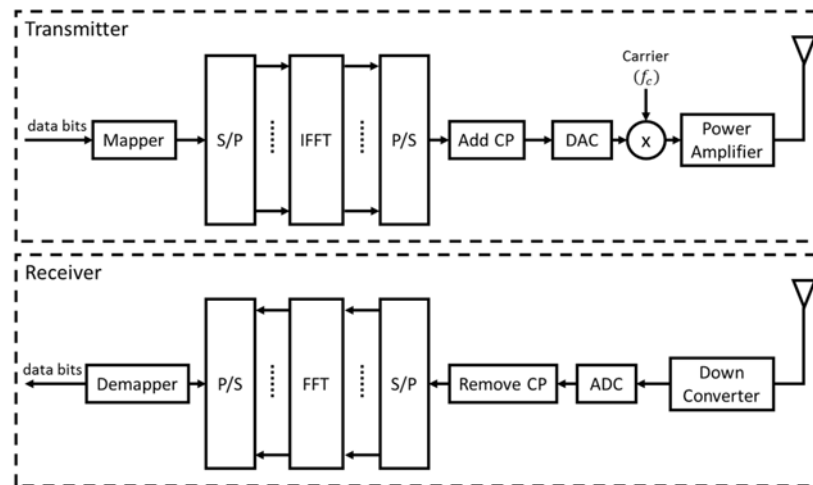 Transmitter
Carrier
(f_c)
data bits
Mapper
S/P
IFFT
P/S
Add CP
DAC
x
Power
Amplifier
Receiver
data bits
Demapper
P/S
FFT
S/P
Remove CP
ADC
Down
Converter